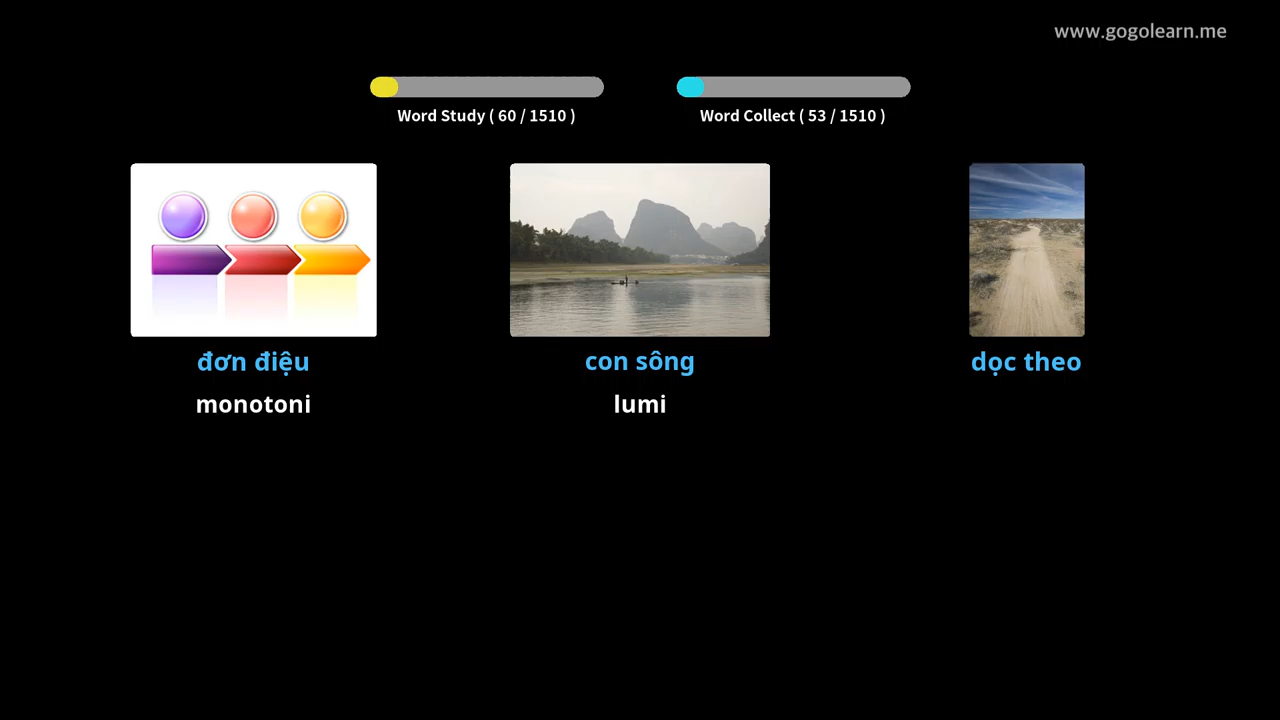 www.gogolearn.me
Word Study ( 60 / 1510 )
Word Collect ( 53 / 1510 )
đơn điệu
con sông
dọc theo
monotoni
lumi